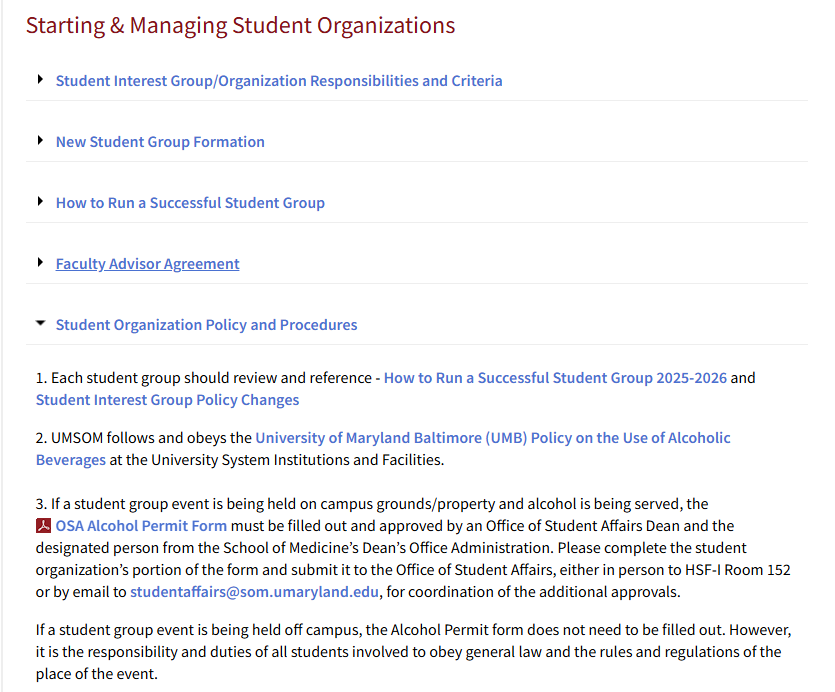 Starting & Managing Student Organizations
Student Interest Group/Organization Responsibilities and Criteria
New Student Group Formation
How to Run a Successful Student Group
Faculty Advisor Agreement
Student Organization Policy and Procedures
1. Each student group should review and reference - How to Run a Successful Student Group 2025-2026 and
Student Interest Group Policy Changes
2. UMSOM follows and obeys the University of Maryland Baltimore (UMB) Policy on the Use of Alcoholic
Beverages at the University System Institutions and Facilities.
3. If a student group event is being held on campus grounds/property and alcohol is being served, the
OSA Alcohol Permit Form must be filled out and approved by an Office of Student Affairs Dean and the
designated person from the School of Medicine’s Dean’s Office Administration. Please complete the student
organization’s portion of the form and submit it to the Office of Student Affairs, either in person to HSF-I Room 152
or by email to studentaffairs@som.umaryland.edu, for coordination of the additional approvals.
If a student group event is being held off campus, the Alcohol Permit form does not need to be filled out. However,
it is the responsibility and duties of all students involved to obey general law and the rules and regulations of the
place of the event.